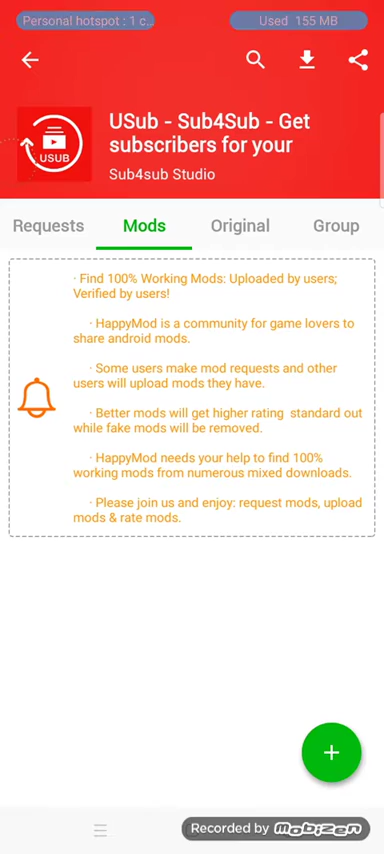 Personal hotspot : 1 c...
Used 155 MB
USub - Sub4Sub - Get
subscribers for your
USUB
Sub4sub Studio
Requests
Mods
Original
Group
· Find 100% Working Mods: Uploaded by users;
Verified by users!
· HappyMod is a community for game lovers to
share android mods.
· Some users make mod requests and other
users will upload mods they have.
· Better mods will get higher rating standard out
while fake mods will be removed.
· HappyMod needs your help to find 100%
working mods from numerous mixed downloads.
· Please join us and enjoy: request mods, upload
mods & rate mods.
Recorded by Mobizen